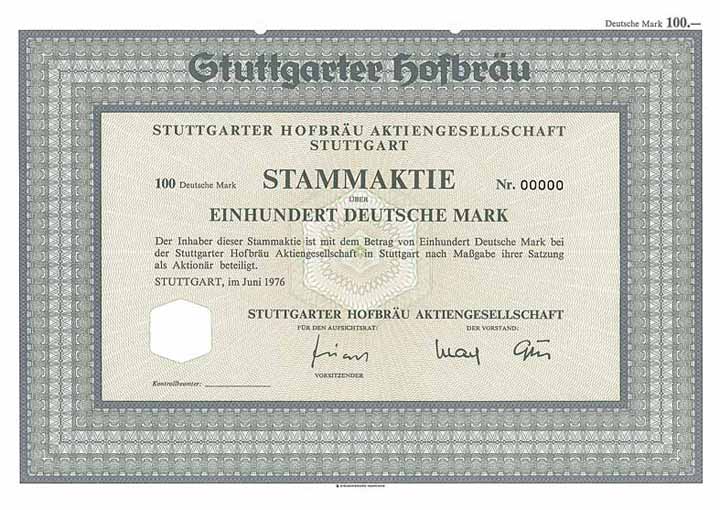 Deutsche Mark 100.—
Stuttgarter Hofbräu
STUTTGARTER HOFBRÄU AKTIENGESELLSCHAFT
STUTTGART
100 Deutsche Mark STAMMAKTIE Nr. 00000
ÜBER
EINHUNDERT DEUTSCHE MARK
Der Inhaber dieser Stammaktie ist mit dem Betrag von Einhundert Deutsche Mark bei
der Stuttgarter Hofbräu Aktiengesellschaft in Stuttgart nach Maßgabe ihrer Satzung
als Aktionär beteiligt.
STUTTGART, im Juni 1976
STUTTGARTER HOFBRÄU AKTIENGESELLSCHAFT
FÜR DEN AUFSICHTSRAT: DER VORSTAND:
VORSITZENDER
Kontrollbeamter: